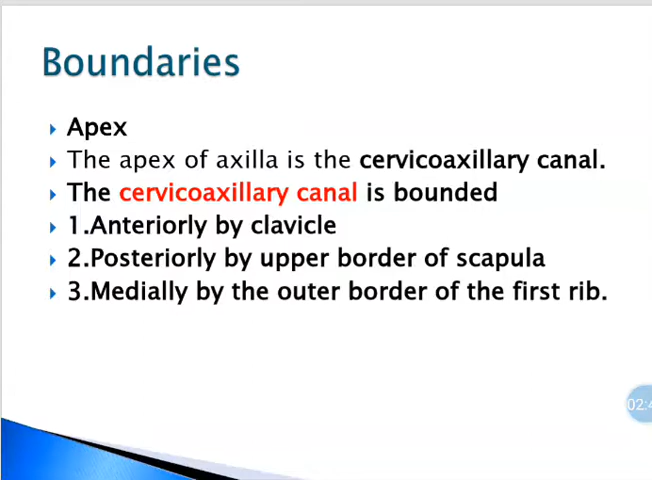 Boundaries
Apex
The apex of axilla is the cervicoaxillary canal.
The cervicoaxillary canal is bounded
1.Anteriorly by clavicle
2.Posteriorly by upper border of scapula
3.Medially by the outer border of the first rib.